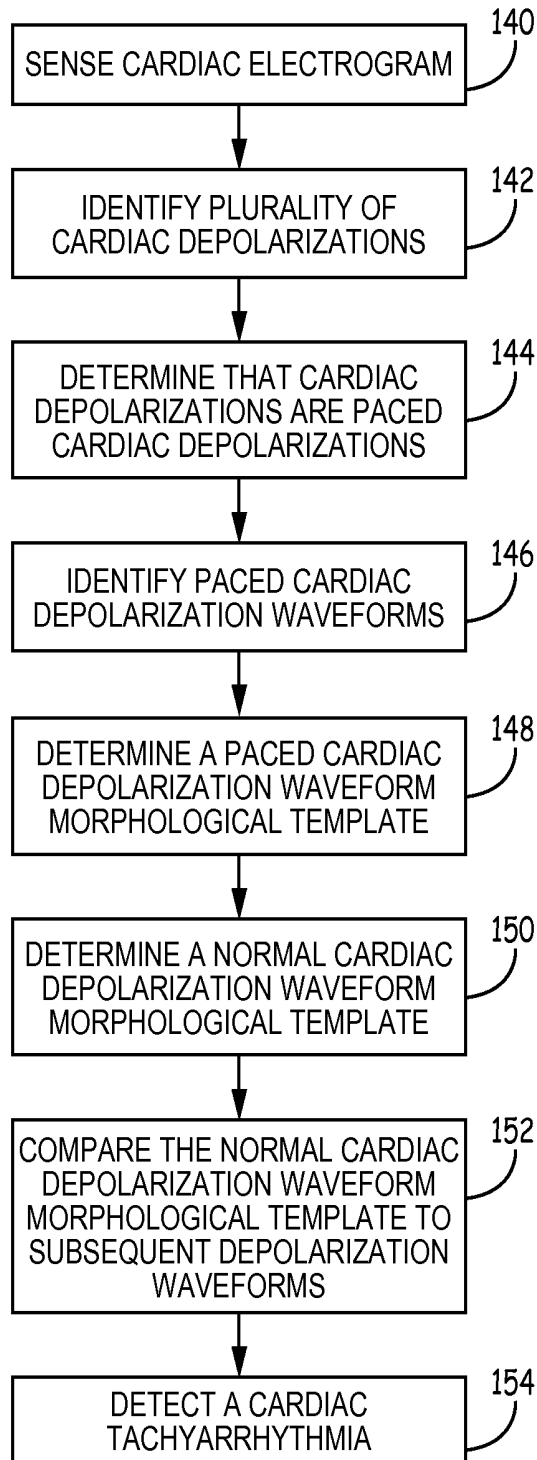 140
SENSE CARDIAC ELECTROGRAM
142
IDENTIFY PLURALITY OF
CARDIAC DEPOLARIZATIONS
144
DETERMINE THAT CARDIAC
DEPOLARIZATIONS ARE PACED
CARDIAC DEPOLARIZATIONS
146
IDENTIFY PACED CARDIAC
DEPOLARIZATION WAVEFORMS
148
DETERMINE A PACED CARDIAC
DEPOLARIZATION WAVEFORM
MORPHOLOGICAL TEMPLATE
150
DETERMINE A NORMAL CARDIAC
DEPOLARIZATION WAVEFORM
MORPHOLOGICAL TEMPLATE
152
COMPARE THE NORMAL CARDIAC
DEPOLARIZATION WAVEFORM
MORPHOLOGICAL TEMPLATE TO
SUBSEQUENT DEPOLARIZATION
WAVEFORMS
154
DETECT A CARDIAC
TACHYARRHYTHMIA